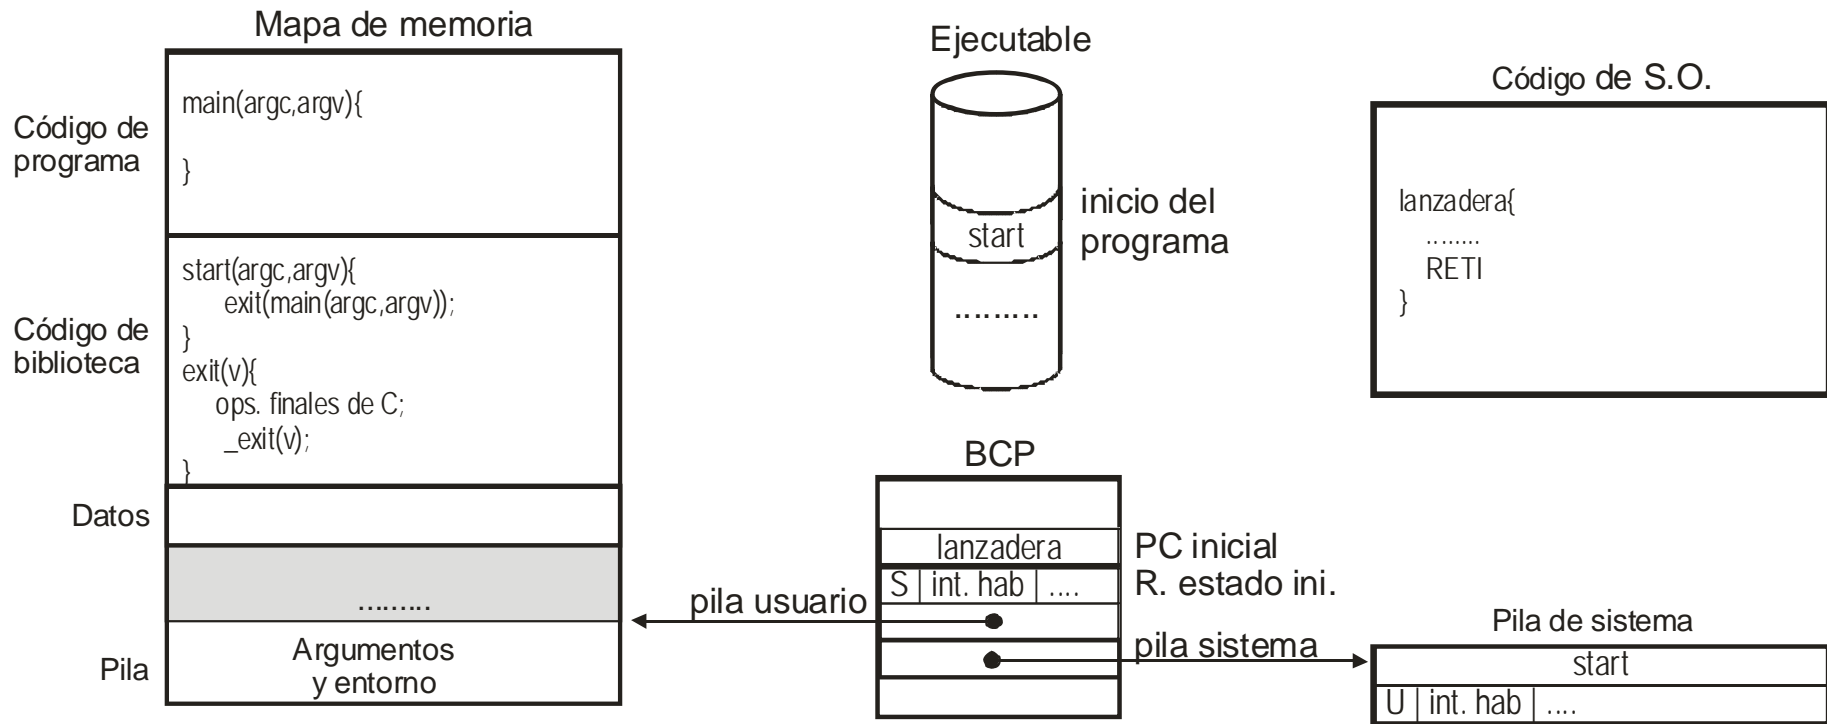 Mapa de memoria
Código de
programa
main(argc,argv){
}
Código de
biblioteca
start(argc,argv){
exit(main(argc,argv));
}
exit(v){
ops. finales de C;
_exit(v);
}
Datos
.........
Pila
Argumentos
y entorno
Ejecutable
start
inicio del
programa
.........
Código de S.O.
lanzadera{
........
RETI
}
BCP
lanzadera
PC inicial
S | int. hab | ....
R. estado ini.
pila usuario
pila sistema
Pila de sistema
start
U | int. hab | ....